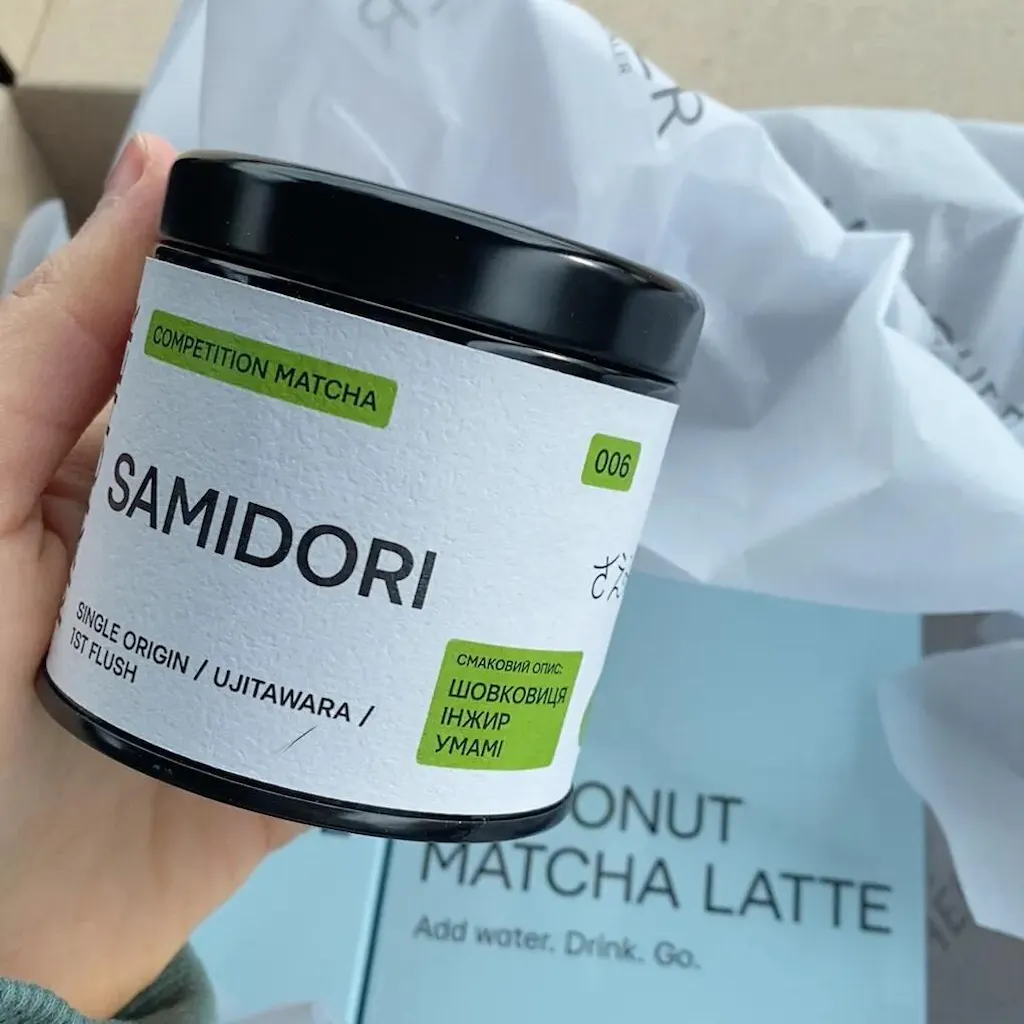 COMPETITION MATCHA
006
SAMIDORI
SINGLE ORIGIN / UJITAWARA /
1ST FLUSH
СМАКОВИЙ ОПИС:
ШОВКОВИЦЯ
ІНЖИР
УМАМІ
ONUT
MATCHA LATTE
Add water. Drink. Go.